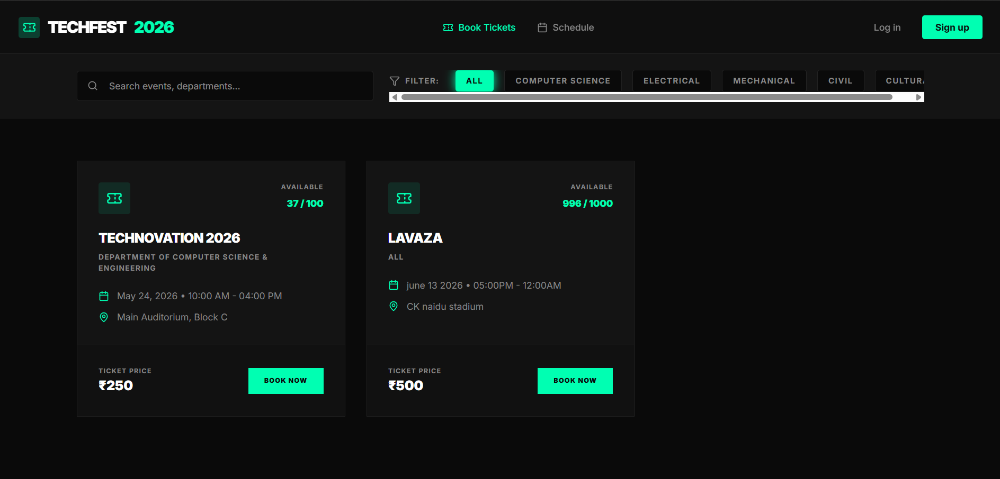 TECHFEST 2026
Book Tickets
Schedule
Log in
Sign up
Search events, departments...
FILTER:
ALL
COMPUTER SCIENCE
ELECTRICAL
MECHANICAL
CIVIL
CULTURA
AVAILABLE
37 / 100
TECHNOVATION 2026
DEPARTMENT OF COMPUTER SCIENCE &
ENGINEERING
May 24, 2026 • 10:00 AM - 04:00 PM
Main Auditorium, Block C
TICKET PRICE
₹250
BOOK NOW
AVAILABLE
996 / 1000
LAVAZA
ALL
june 13 2026 • 05:00PM - 12:00AM
CK naidu stadium
TICKET PRICE
₹500
BOOK NOW